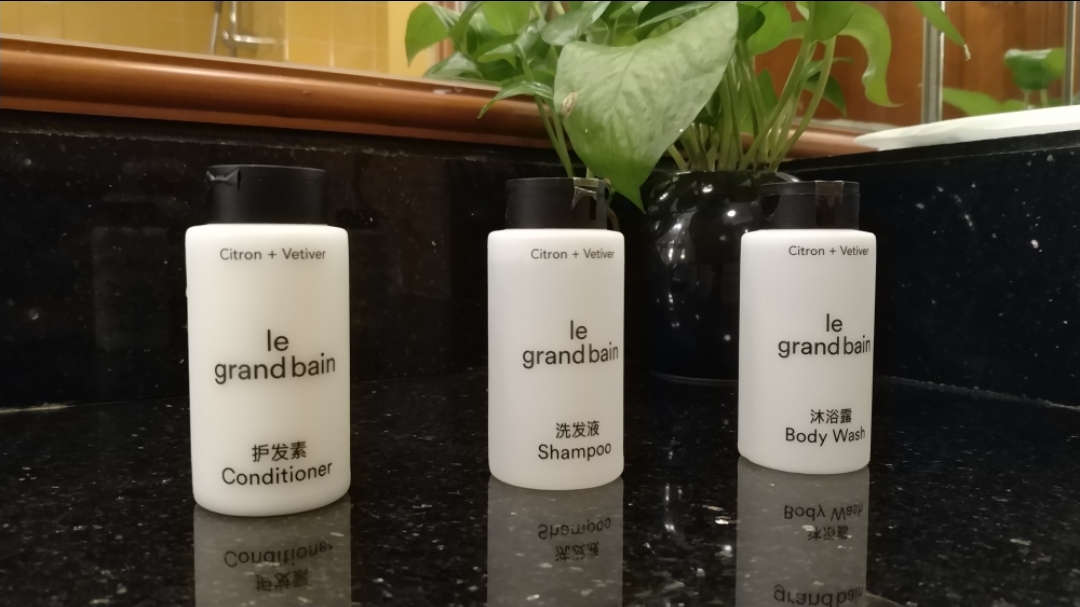 Citron + Vetiver
le
grand bain
护发素
Conditioner
Citron + Vetiver
le
grand bain
洗发液
Shampoo
Citron + Vetiver
le
grand bain
沐浴露
Body Wash